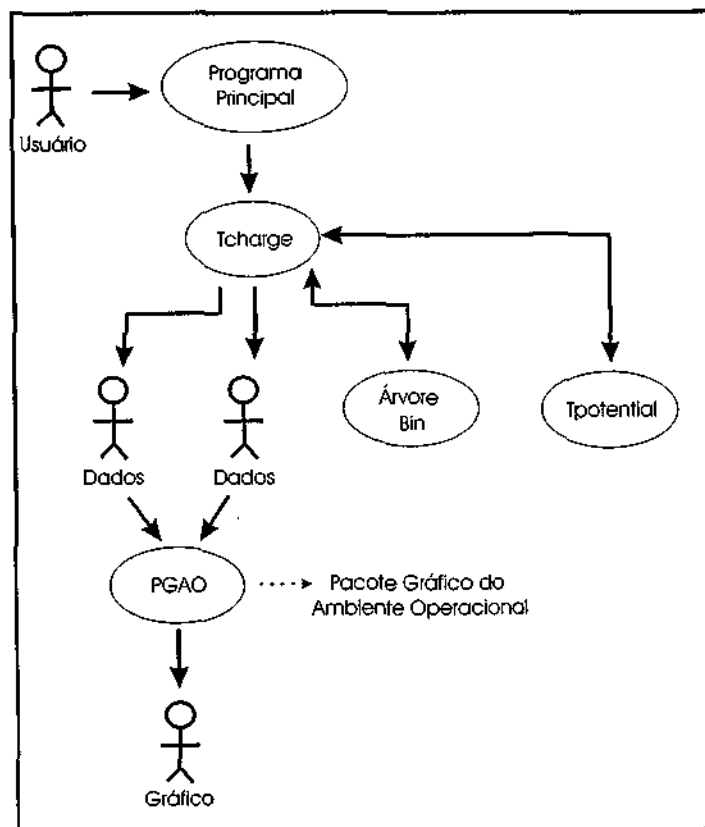 Programa
Principal
Usuário
Tcharge
Árvore
Bin
Tpotential
Dados
Dados
PGAO
Pacote Gráfico do
Ambiente Operacional
Gráfico